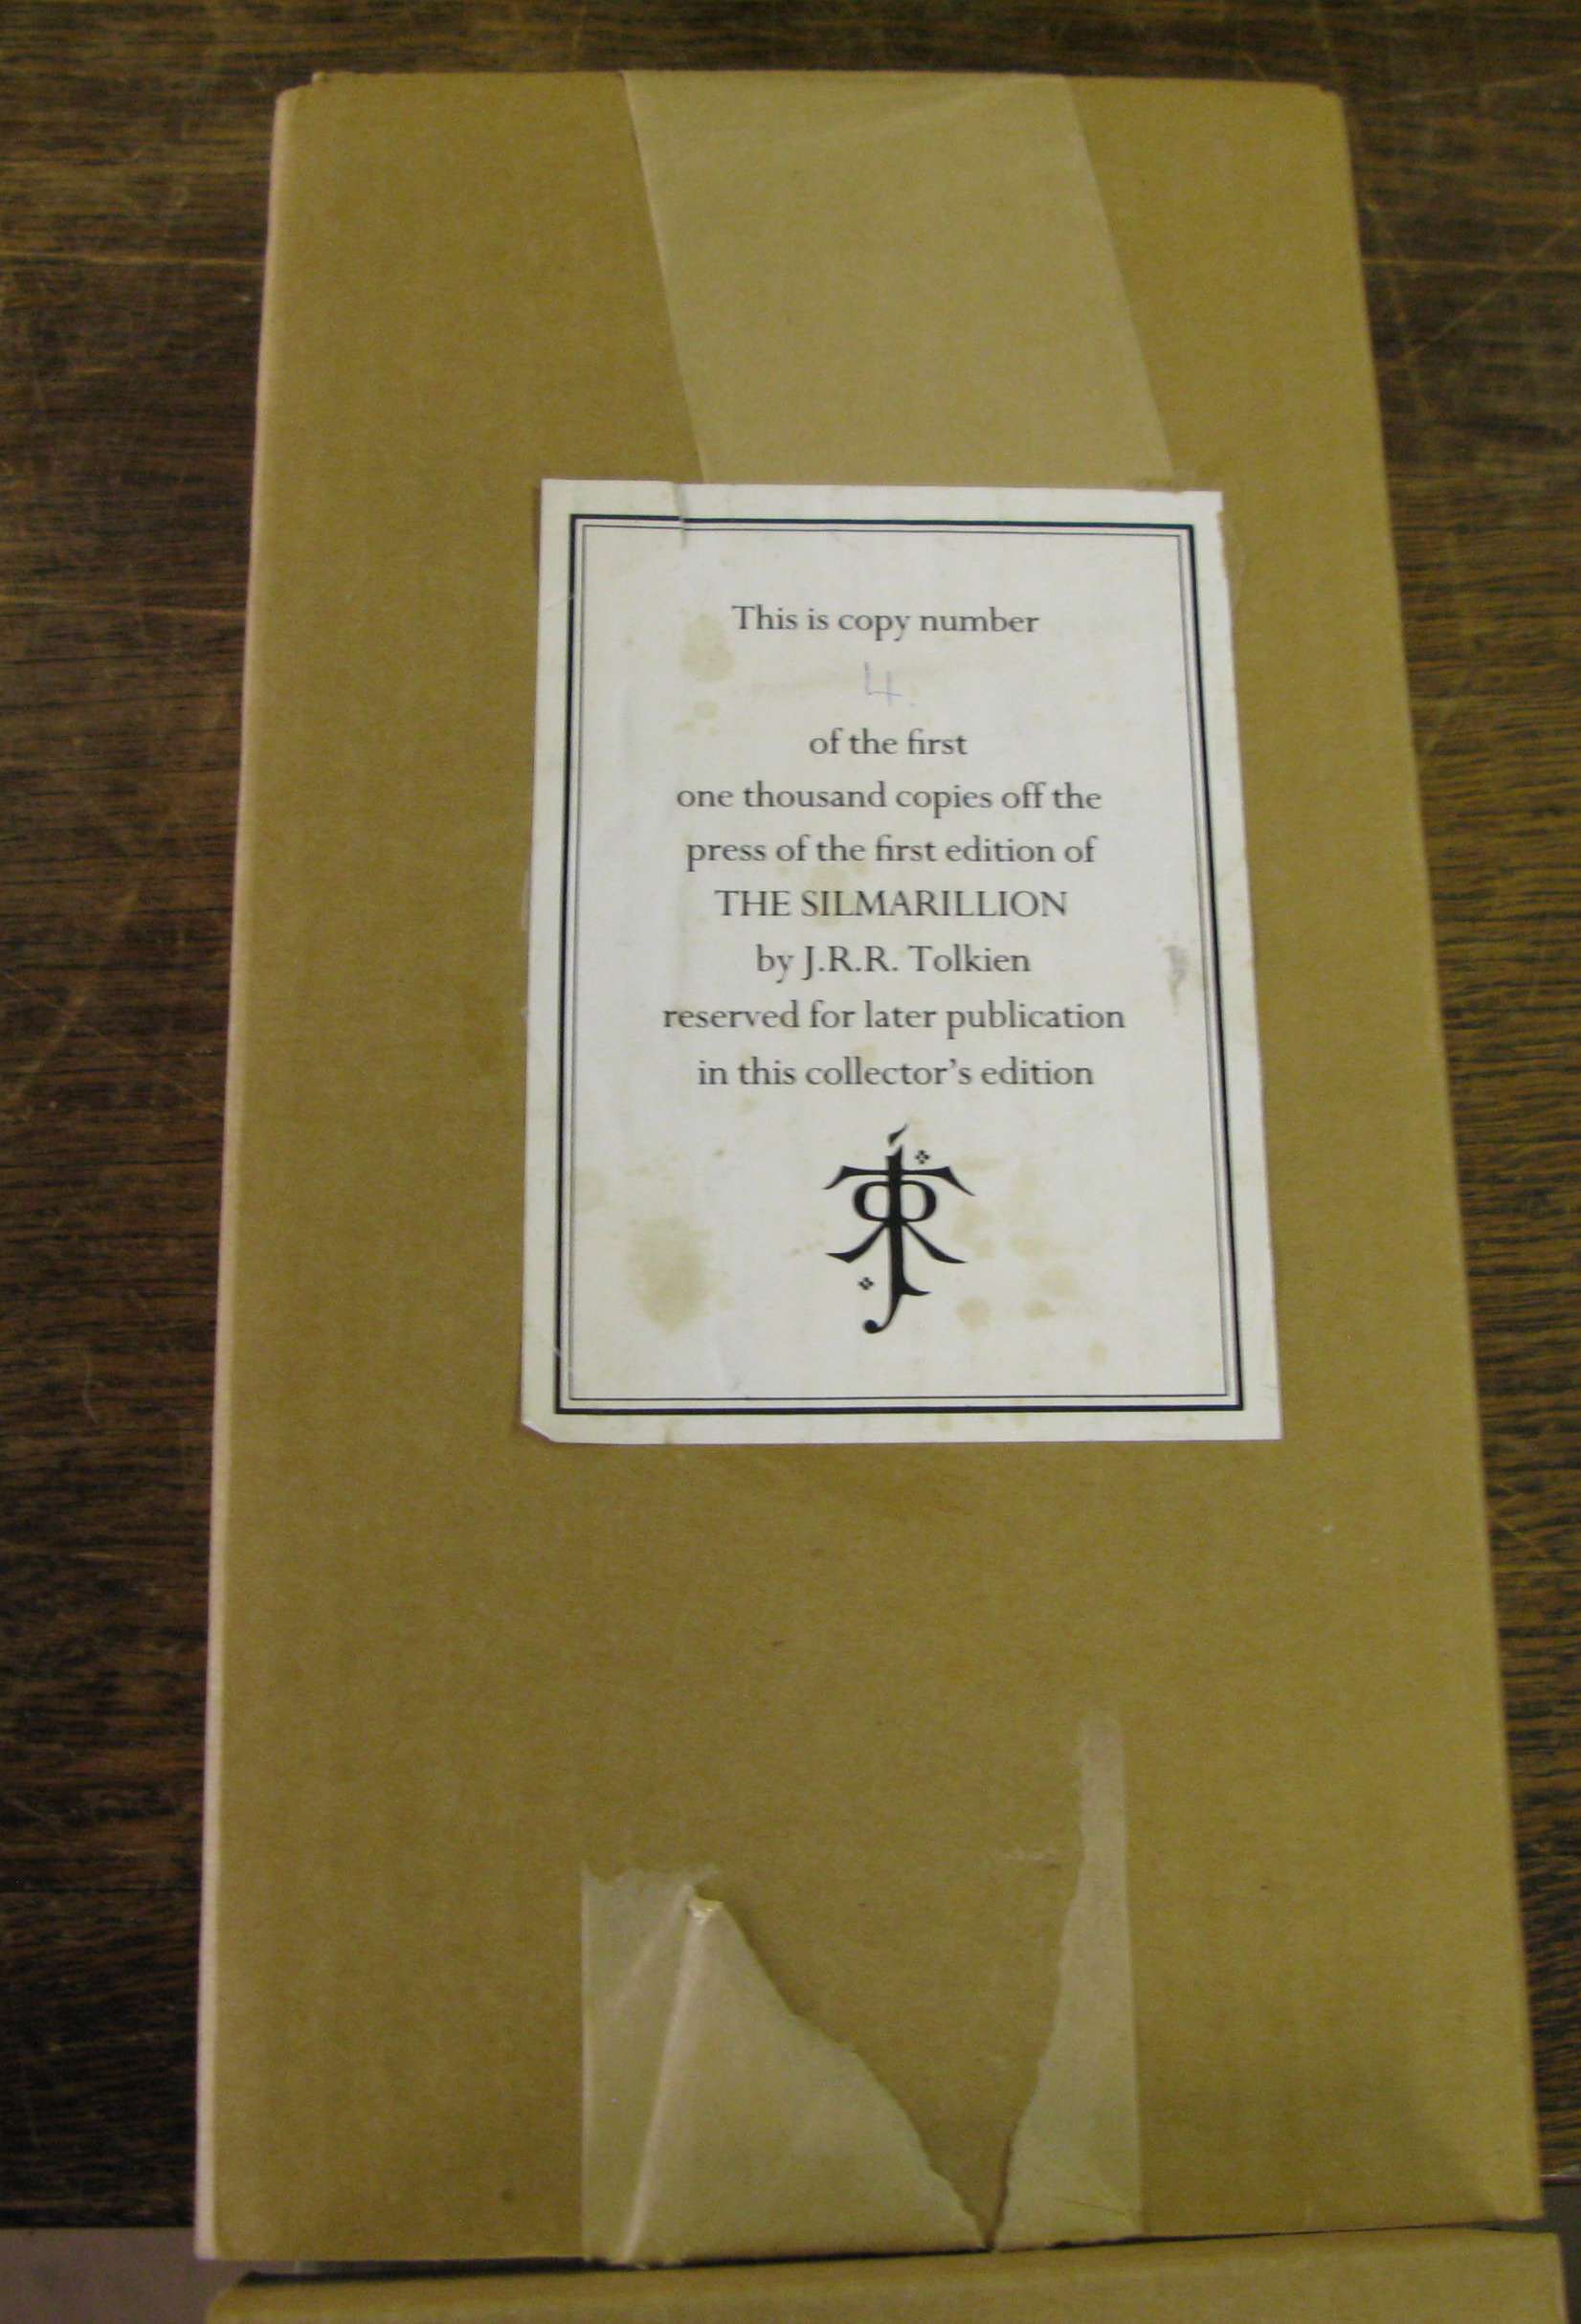 This is copy number
4
of the first
one thousand copies off the
press of the first edition of
THE SILMARILLION
by J.R.R. Tolkien
reserved for later publication
in this collector's edition